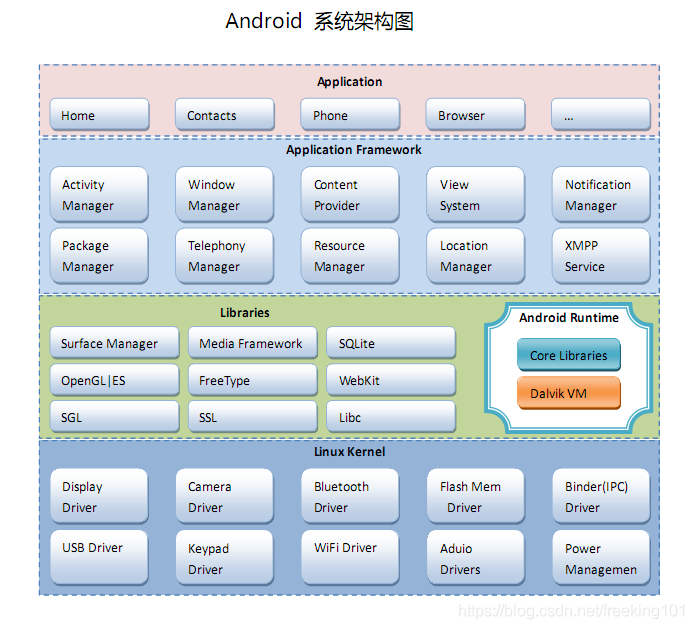 Android 系统架构图
Application
Home
Contacts
Phone
Browser
...
Application Framework
Activity
Manager
Window
Manager
Content
Provider
View
System
Notification
Manager
Package
Manager
Telephony
Manager
Resource
Manager
Location
Manager
XMPP
Service
Libraries
Surface Manager
Media Framework
SQLite
OpenGL|ES
FreeType
WebKit
SGL
SSL
Libc
Android Runtime
Core Libraries
Dalvik VM
Linux Kernel
Display
Driver
Camera
Driver
Bluetooth
Driver
Flash Mem
Driver
Binder(IPC)
Driver
USB Driver
Keypad
Driver
WiFi Driver
Aduio
Drivers
Power
Managemen
https://blog.csdn.net/freeking101